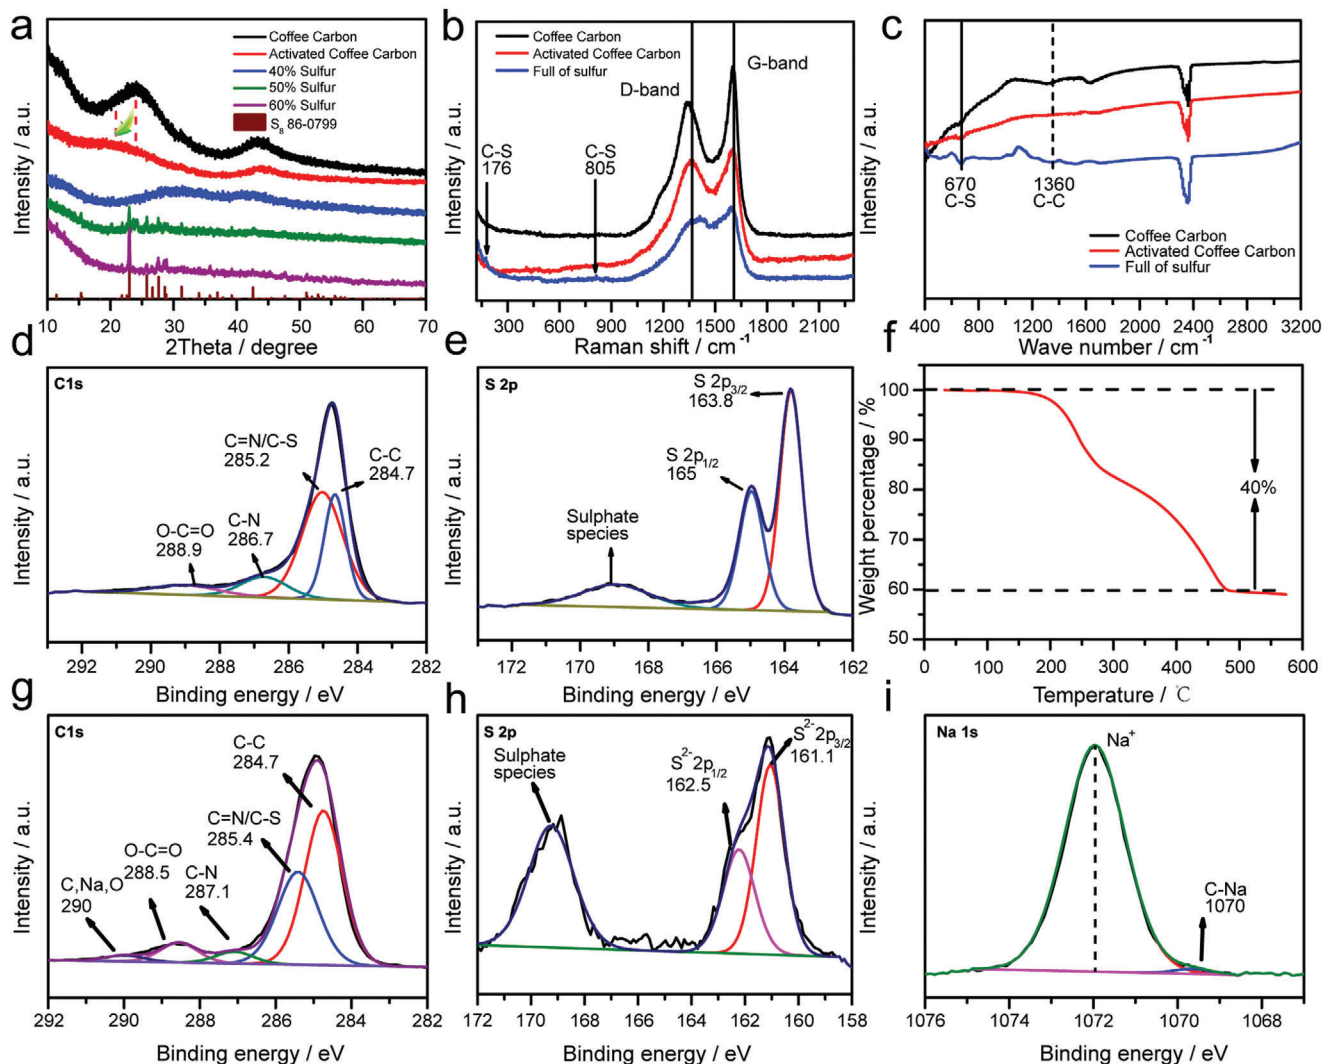 a
Coffee Carbon
Activated Coffee Carbon
40% Sulfur
50% Sulfur
60% Sulfur
S8 86-0799
Intensity / a.u.
10 20 30 40 50 60 70
2Theta / degree
b
Coffee Carbon
Activated Coffee Carbon
Full of sulfur
G-band
D-band
C-S
176
C-S
805
Intensity / a.u.
300 600 900 1200 1500 1800 2100
Raman shift / cm-1
c
670
C-S
1360
C-C
Coffee Carbon
Activated Coffee Carbon
Full of sulfur
Intensity / a.u.
400 800 1200 1600 2000 2400 2800 3200
Wave number / cm-1
d
C1s
C=N/C-S
285.2
C-C
284.7
C-N
286.7
O-C=O
288.9
Intensity / a.u.
292 290 288 286 284 282
Binding energy / eV
e
S 2p
S 2p3/2
163.8
S 2p1/2
165
Sulphate
species
Intensity / a.u.
172 170 168 166 164 162
Binding energy / eV
f
Weight percentage / %
110
100
90
80
70
60
50
40%
0 100 200 300 400 500 600
Temperature / ℃
g
C1s
C-C
284.7
C=N/C-S
285.4
O-C=O
288.5
C-N
287.1
C,Na,O
290
Intensity / a.u.
292 290 288 286 284 282
Binding energy / eV
h
S 2p
Sulphate
species
S2- 2p1/2
162.5
S2- 2p3/2
161.1
Intensity / a.u.
172 170 168 166 164 162 160 158
Binding energy / eV
i
Na 1s
Na+
C-Na
1070
Intensity / a.u.
1076 1074 1072 1070 1068
Binding energy / eV